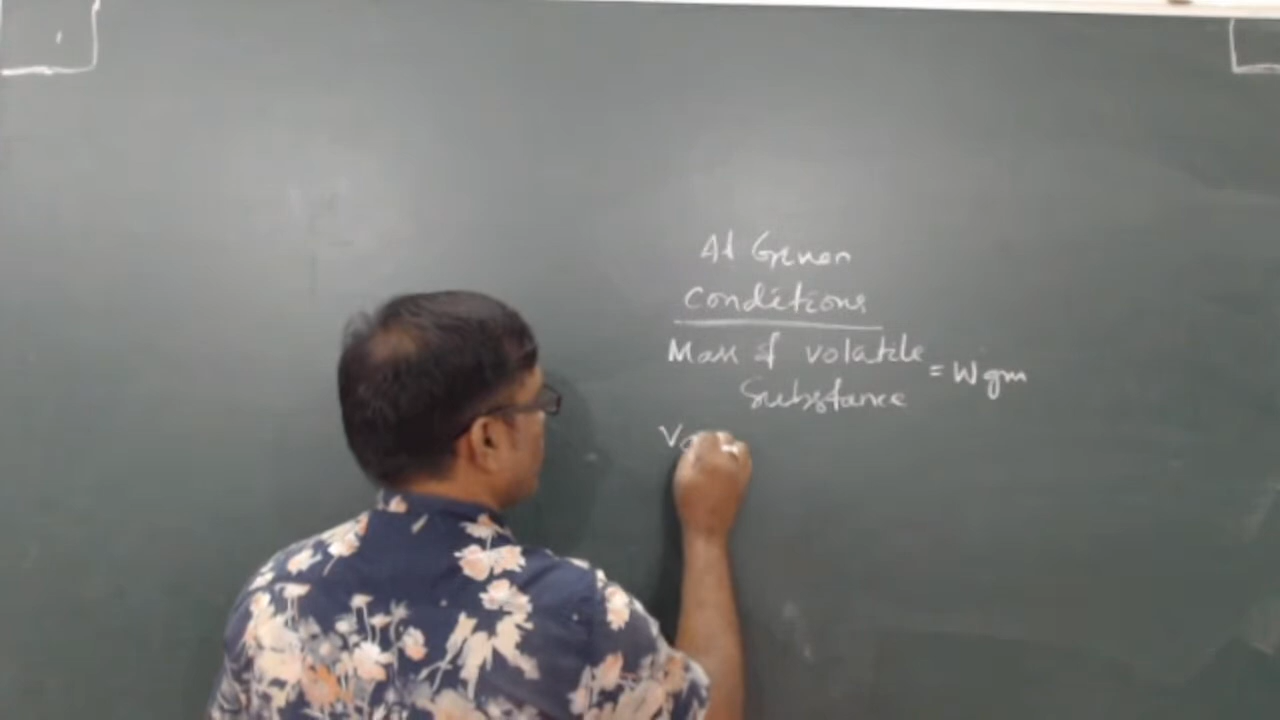 At Given
Conditions
Mass of volatile
Substance = W gm